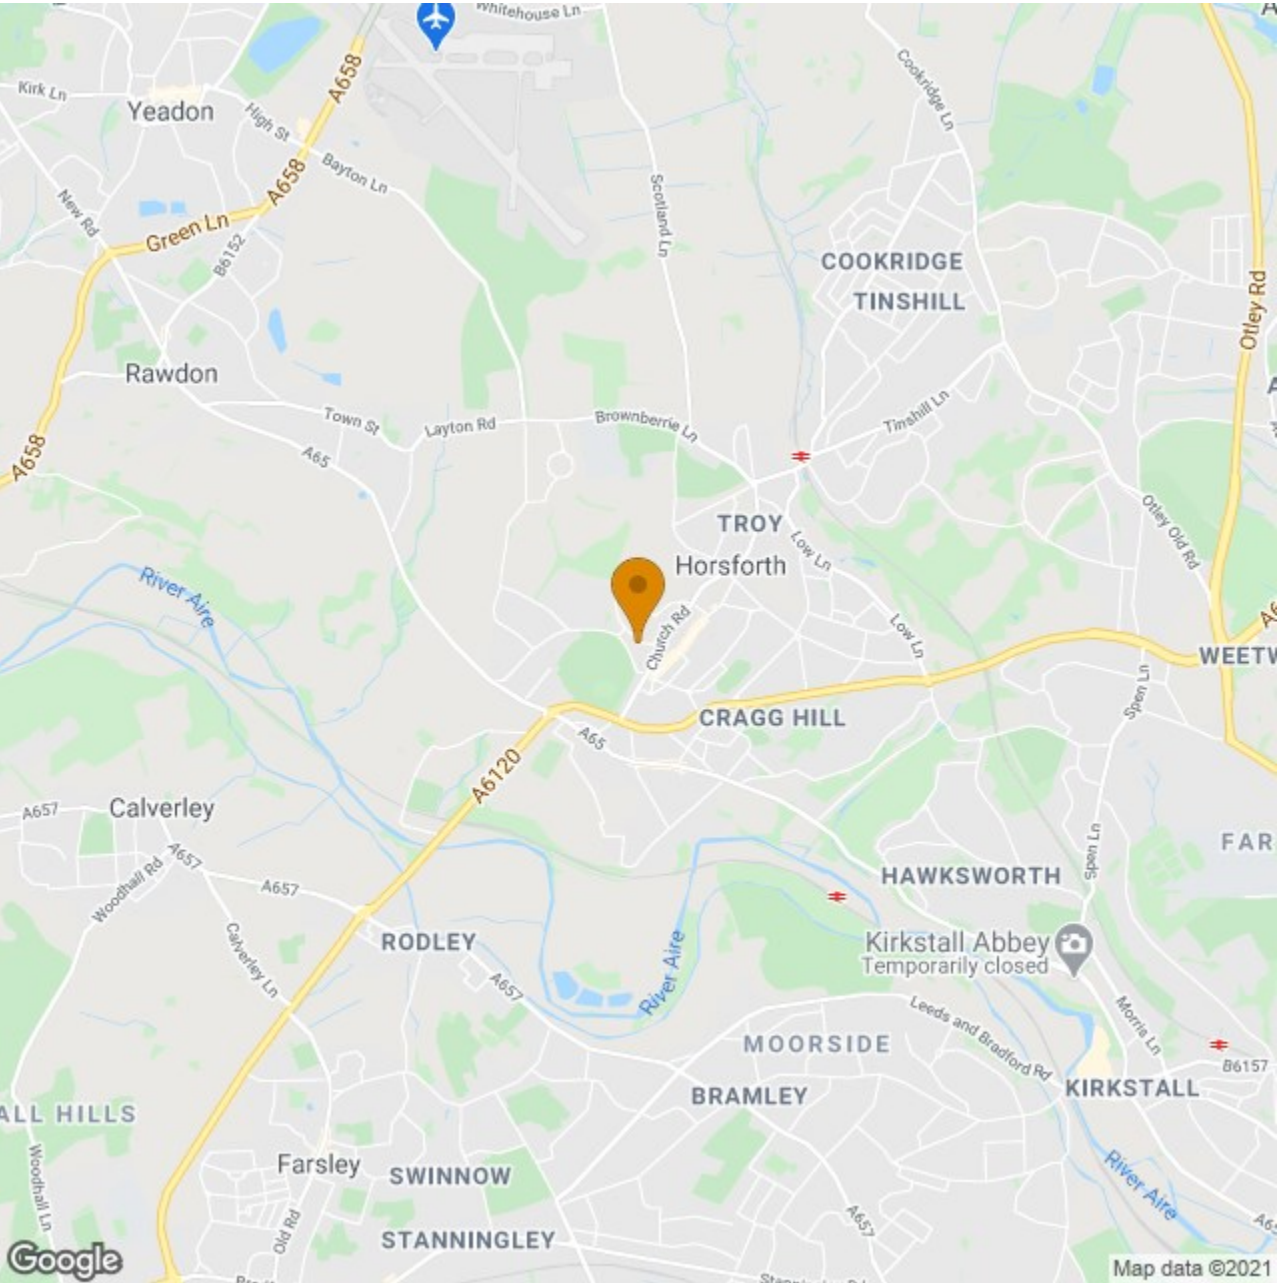 Whitehouse Ln
A658
Kirk Ln
Yeadon
High St
Cookridge Ln
Bayton Ln
A658
New Rd
Scotland Ln
Green Ln
B6152
COOKRIDGE
TINSHILL
Otley Rd
Rawdon
Town St
Layton Rd
Brownberrie Ln
Tinshill Ln
A658
A65
TROY
Otley Old Rd
Low Ln
Horsforth
River Aire
Church Rd
Low Ln
WEETW
Spen Ln
CRAGG HILL
A65
A6120
Calverley
A657
A657
Woodhall Rd
A657
Spen Ln
FAR
HAWKSWORTH
RODLEY
Calverley Ln
Kirkstall Abbey
Temporarily closed
River Aire
A657
Leeds and Bradford Rd
Morris Ln
MOORSIDE
B6157
BRAMLEY
KIRKSTALL
ALL HILLS
Woodhall Ln
Farsley
SWINNOW
River Aire
Old Rd
STANNINGLEY
A657
Google
Map data ©2021